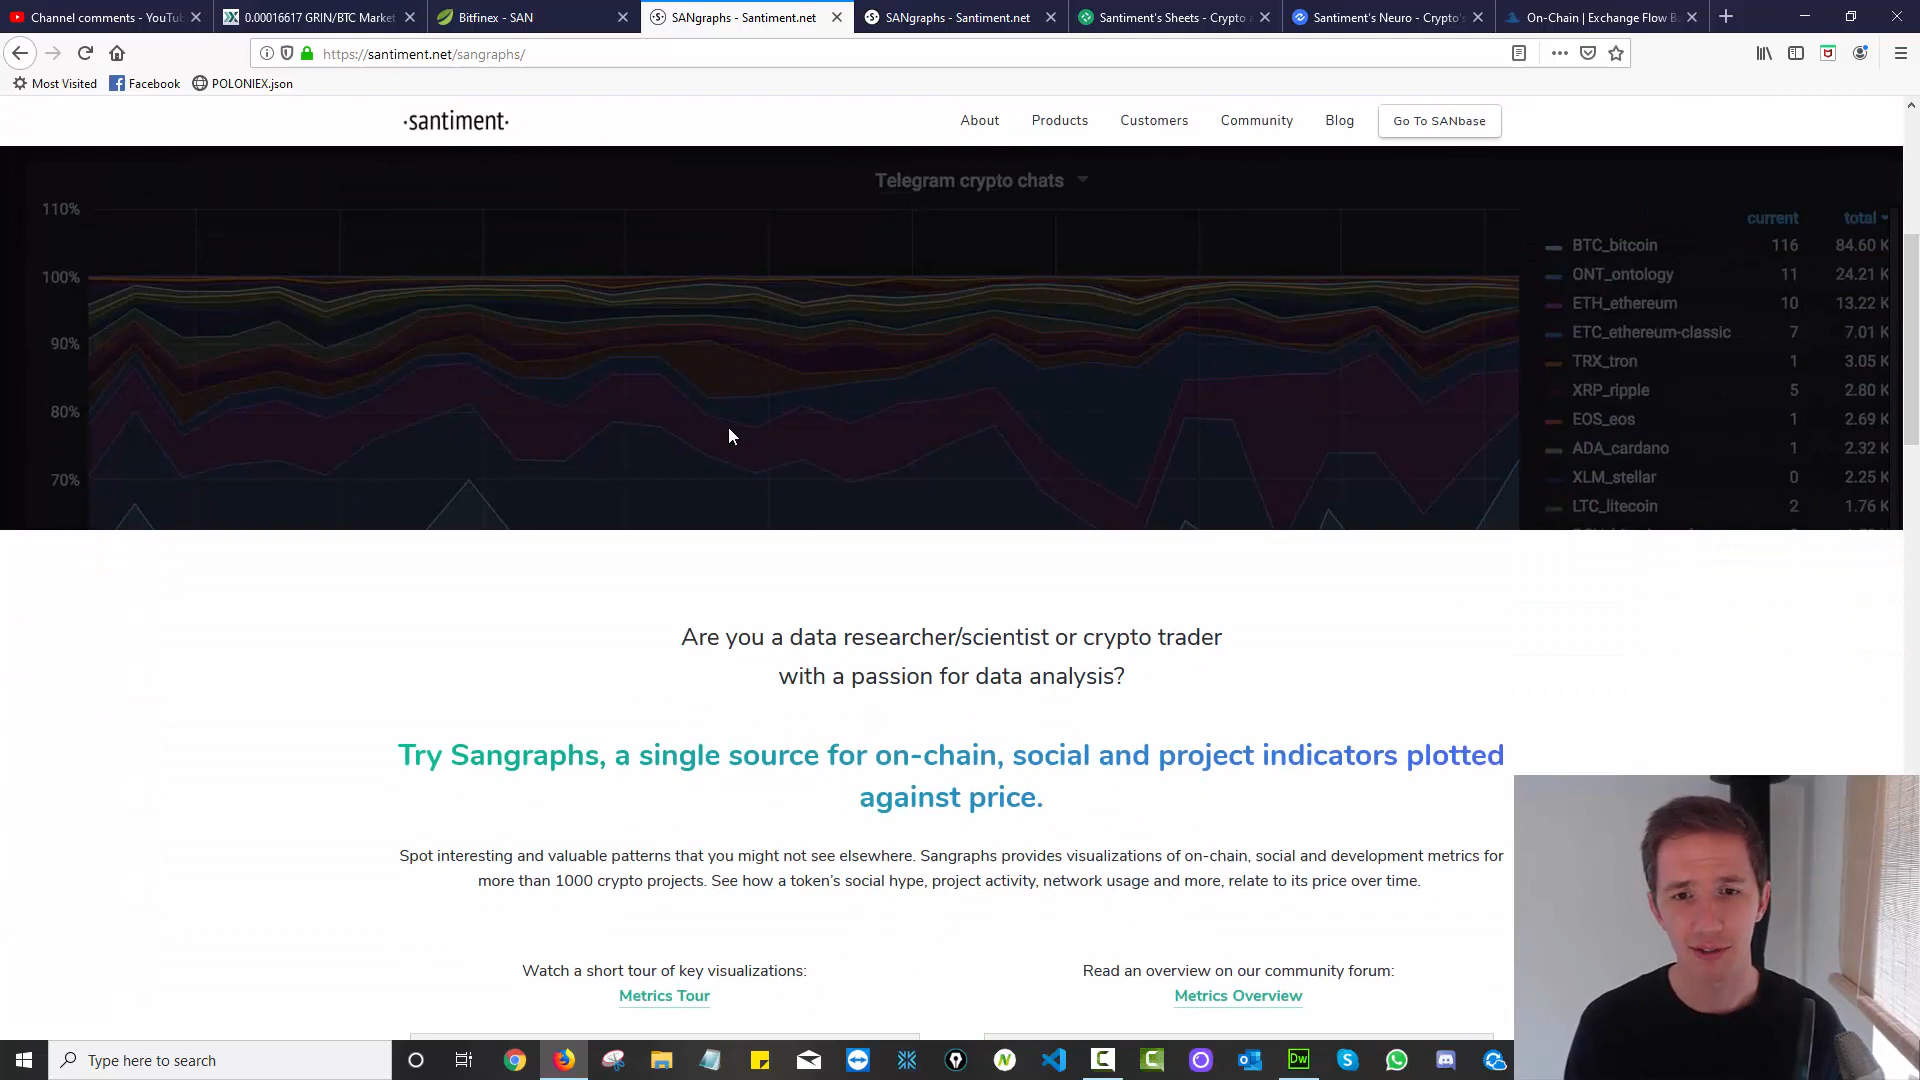 Channel comments - YouTu
0.00016617 GRIN/BTC Market
Bitfinex - SAN
SANgraphs - Santiment.net
SANgraphs - Santiment.net
Santiment's Sheets - Crypto
Santiment's Neuro - Crypto's
On-Chain | Exchange Flow B
https://santiment.net/sangraphs/
Most Visited
Facebook
POLONIEX.json
·santiment·
About
Products
Customers
Community
Blog
Go To SANbase
Telegram crypto chats
110%
100%
90%
80%
70%
current total
BTC_bitcoin 116 84.60 K
ONT_ontology 11 24.21 K
ETH_ethereum 10 13.22 K
ETC_ethereum-classic 7 7.01 K
TRX_tron 1 3.05 K
XRP_ripple 5 2.80 K
EOS_eos 1 2.69 K
ADA_cardano 1 2.32 K
XLM_stellar 0 2.25 K
LTC_litecoin 2 1.76 K
Are you a data researcher/scientist or crypto trader
with a passion for data analysis?
Try Sangraphs, a single source for on-chain, social and project indicators plotted
against price.
Spot interesting and valuable patterns that you might not see elsewhere. Sangraphs provides visualizations of on-chain, social and development metrics for
more than 1000 crypto projects. See how a token’s social hype, project activity, network usage and more, relate to its price over time.
Watch a short tour of key visualizations:
Metrics Tour
Read an overview on our community forum:
Metrics Overview
Type here to search